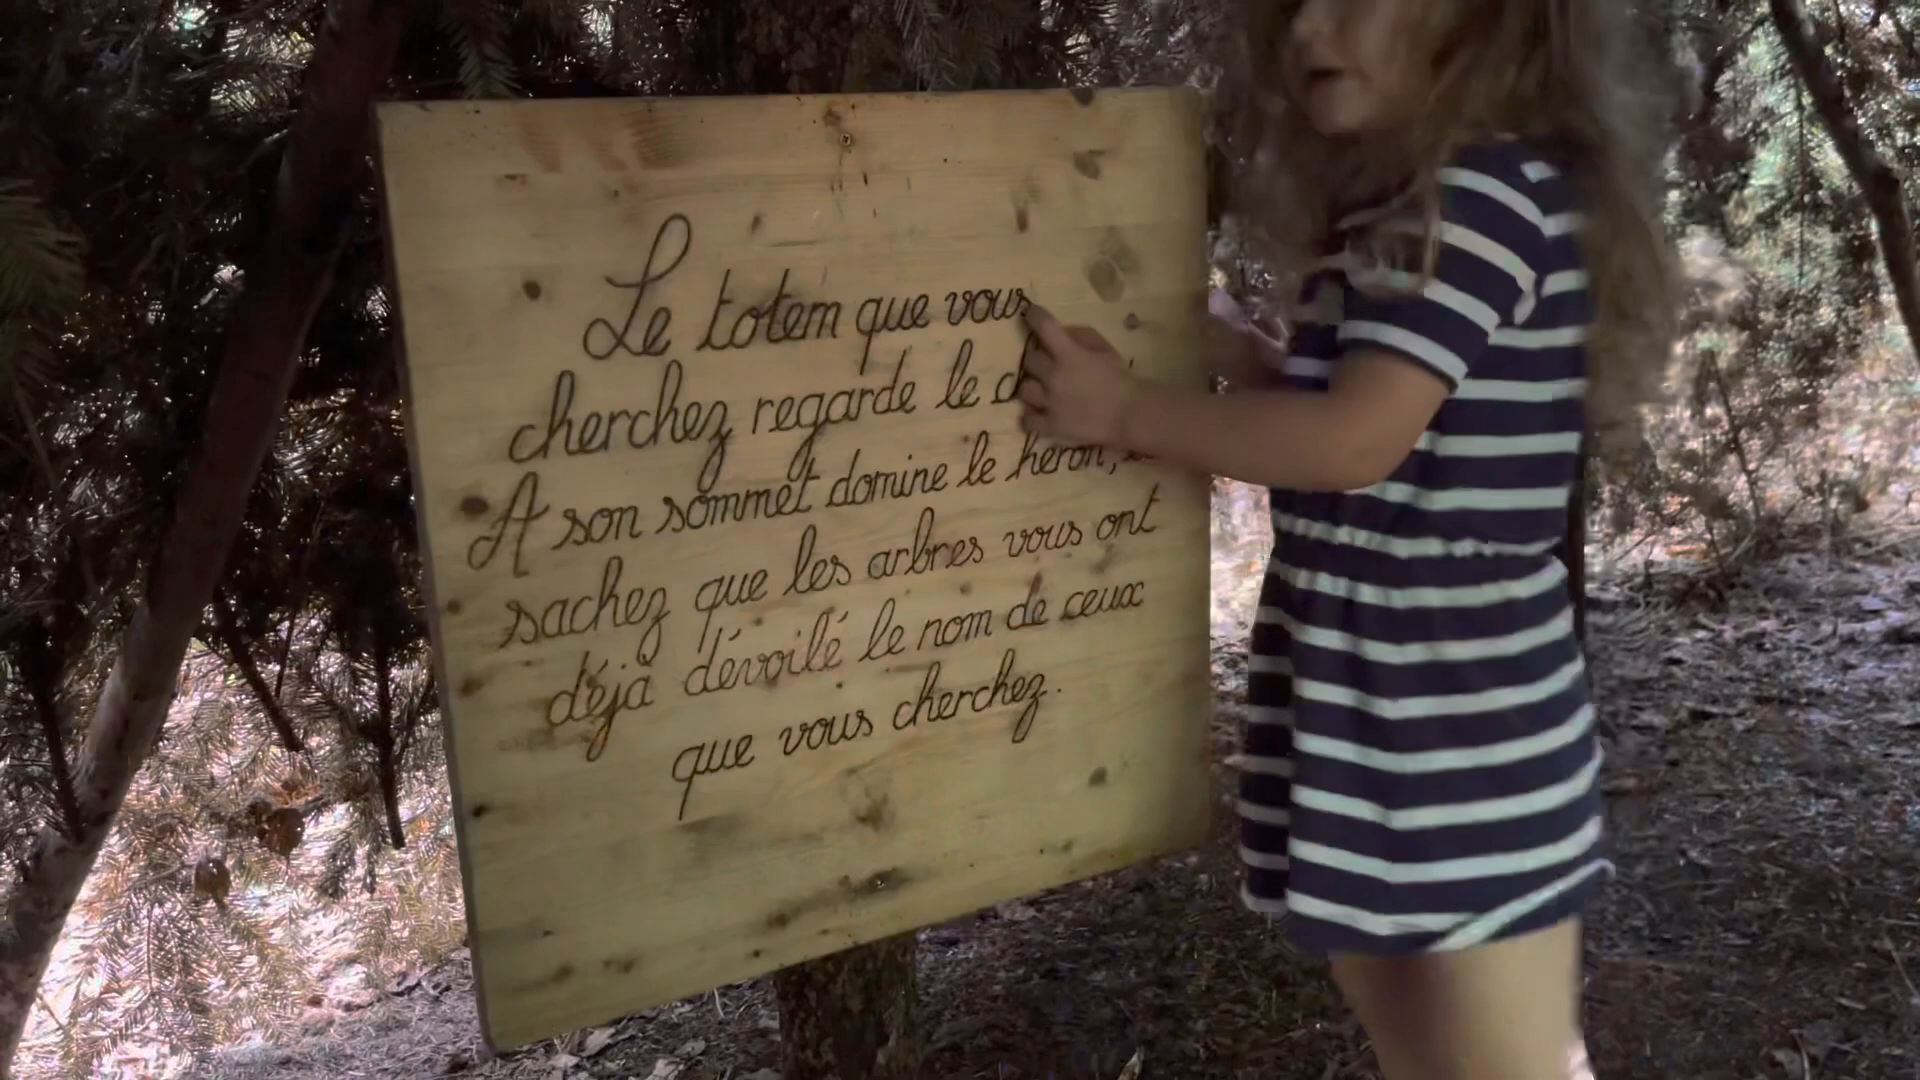 Le totem que vous
cherchez regarde le
A son sommet domine le héron,
sachez que les arbres vous ont
déjà dévoilé le nom de ceux
que vous cherchez.